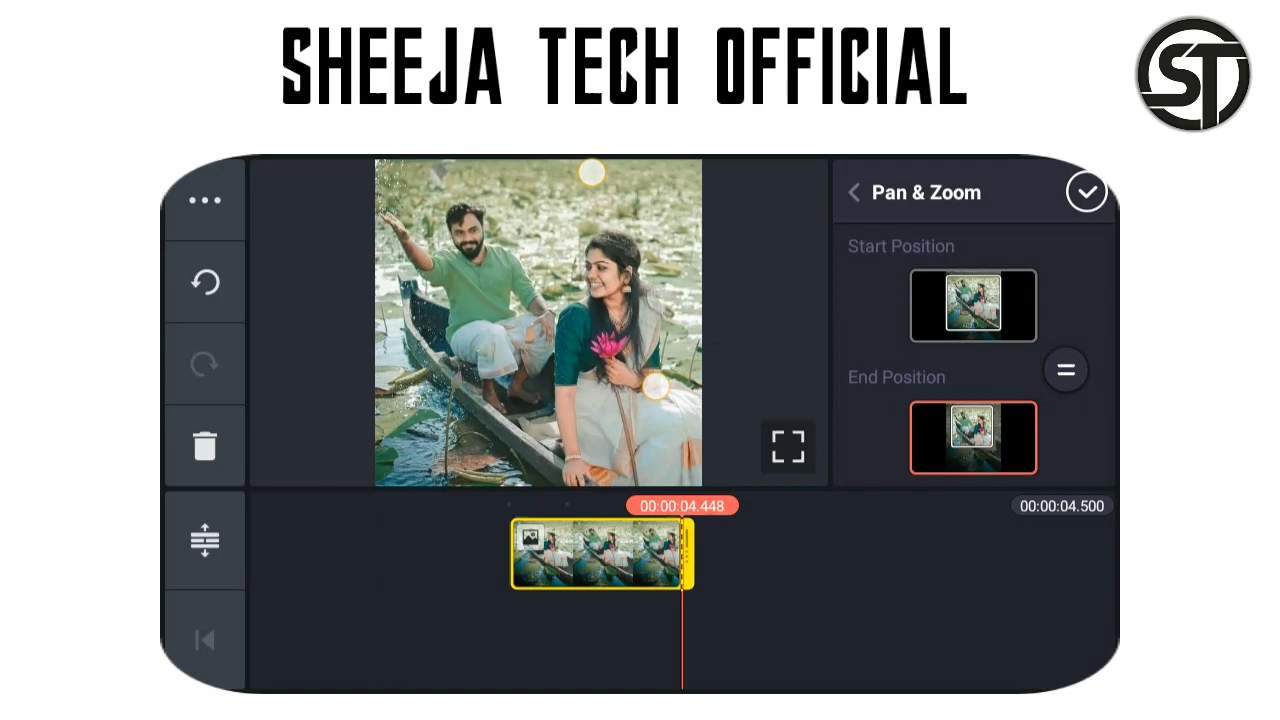 SHEEJA TECH OFFICIAL
ST
Pan & Zoom
Start Position
End Position
00:00:04.448
00:00:04.500